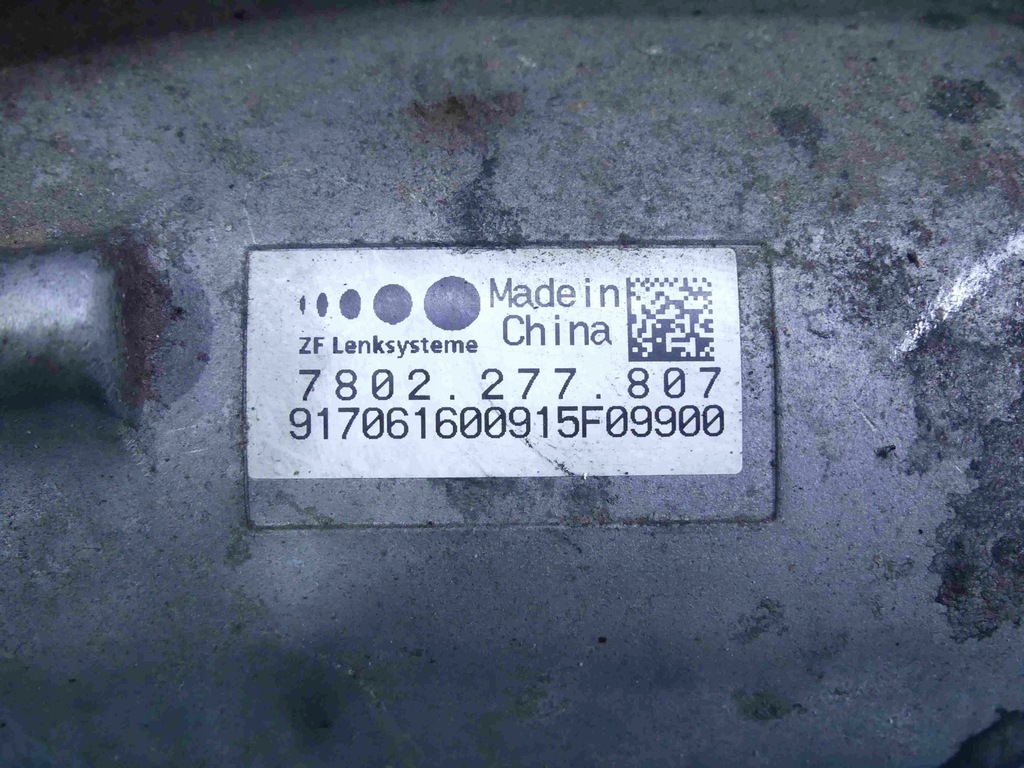 Made in
China
ZF Lenksysteme
7802.277.807
917061600915F09900